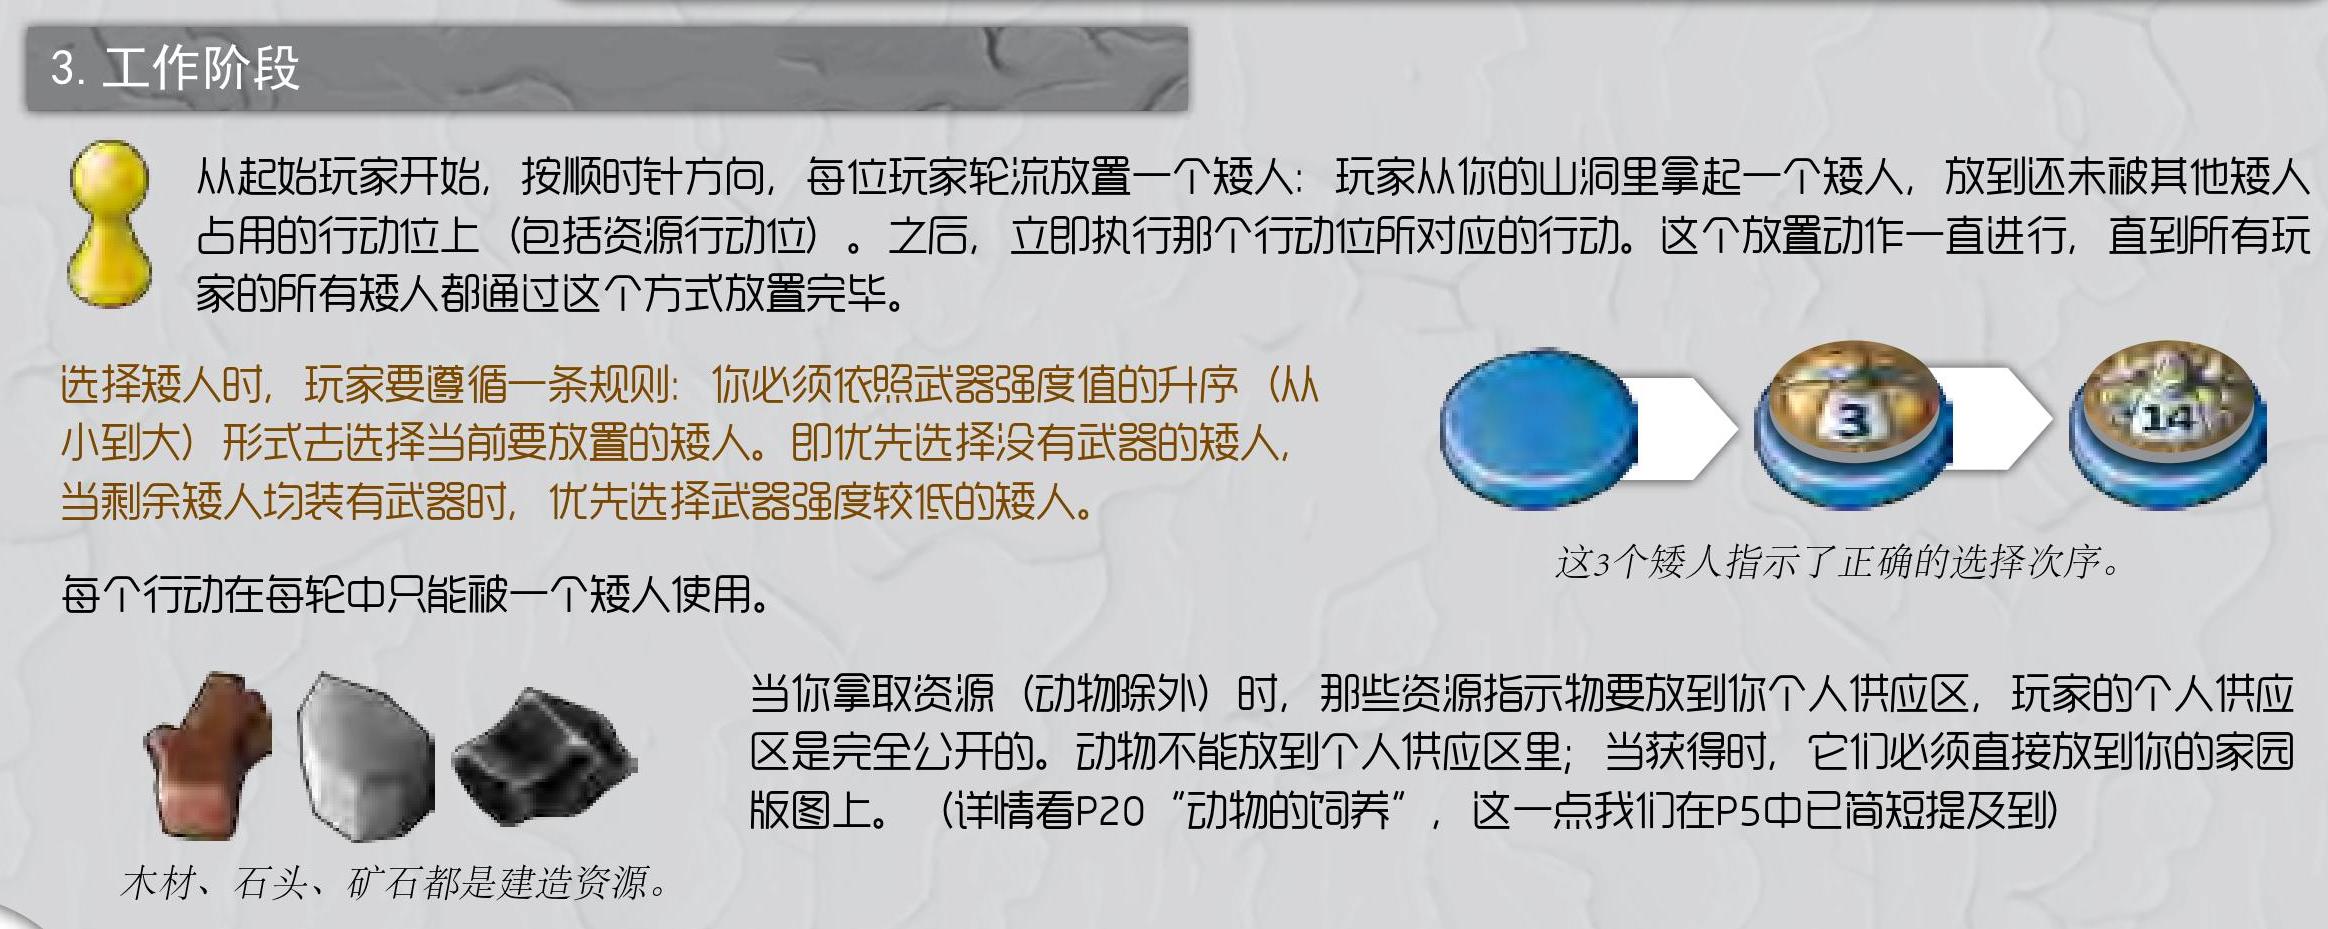 3. 工作阶段
从起始玩家开始，按顺时针方向，每位玩家轮流放置一个矮人：玩家从你的山洞里拿起一个矮人，放到还未被其他矮人
占用的行动位上（包括资源行动位）。之后，立即执行那个行动位所对应的行动。这个放置动作一直进行，直到所有玩
家的所有矮人都通过这个方式放置完毕。
选择矮人时，玩家要遵循一条规则：你必须依照武器强度值的升序（从
小到大）形式去选择当前要放置的矮人。即优先选择没有武器的矮人，
当剩余矮人均装有武器时，优先选择武器强度较低的矮人。
3
14
这3个矮人指示了正确的选择次序。
每个行动在每轮中只能被一个矮人使用。
当你拿取资源（动物除外）时，那些资源指示物要放到你个人供应区，玩家的个人供应
区是完全公开的。动物不能放到个人供应区里；当获得时，它们必须直接放到你的家园
版图上。（详情看P20“动物的饲养”，这一点我们在P5中已简短提及到）
木材、石头、矿石都是建造资源。